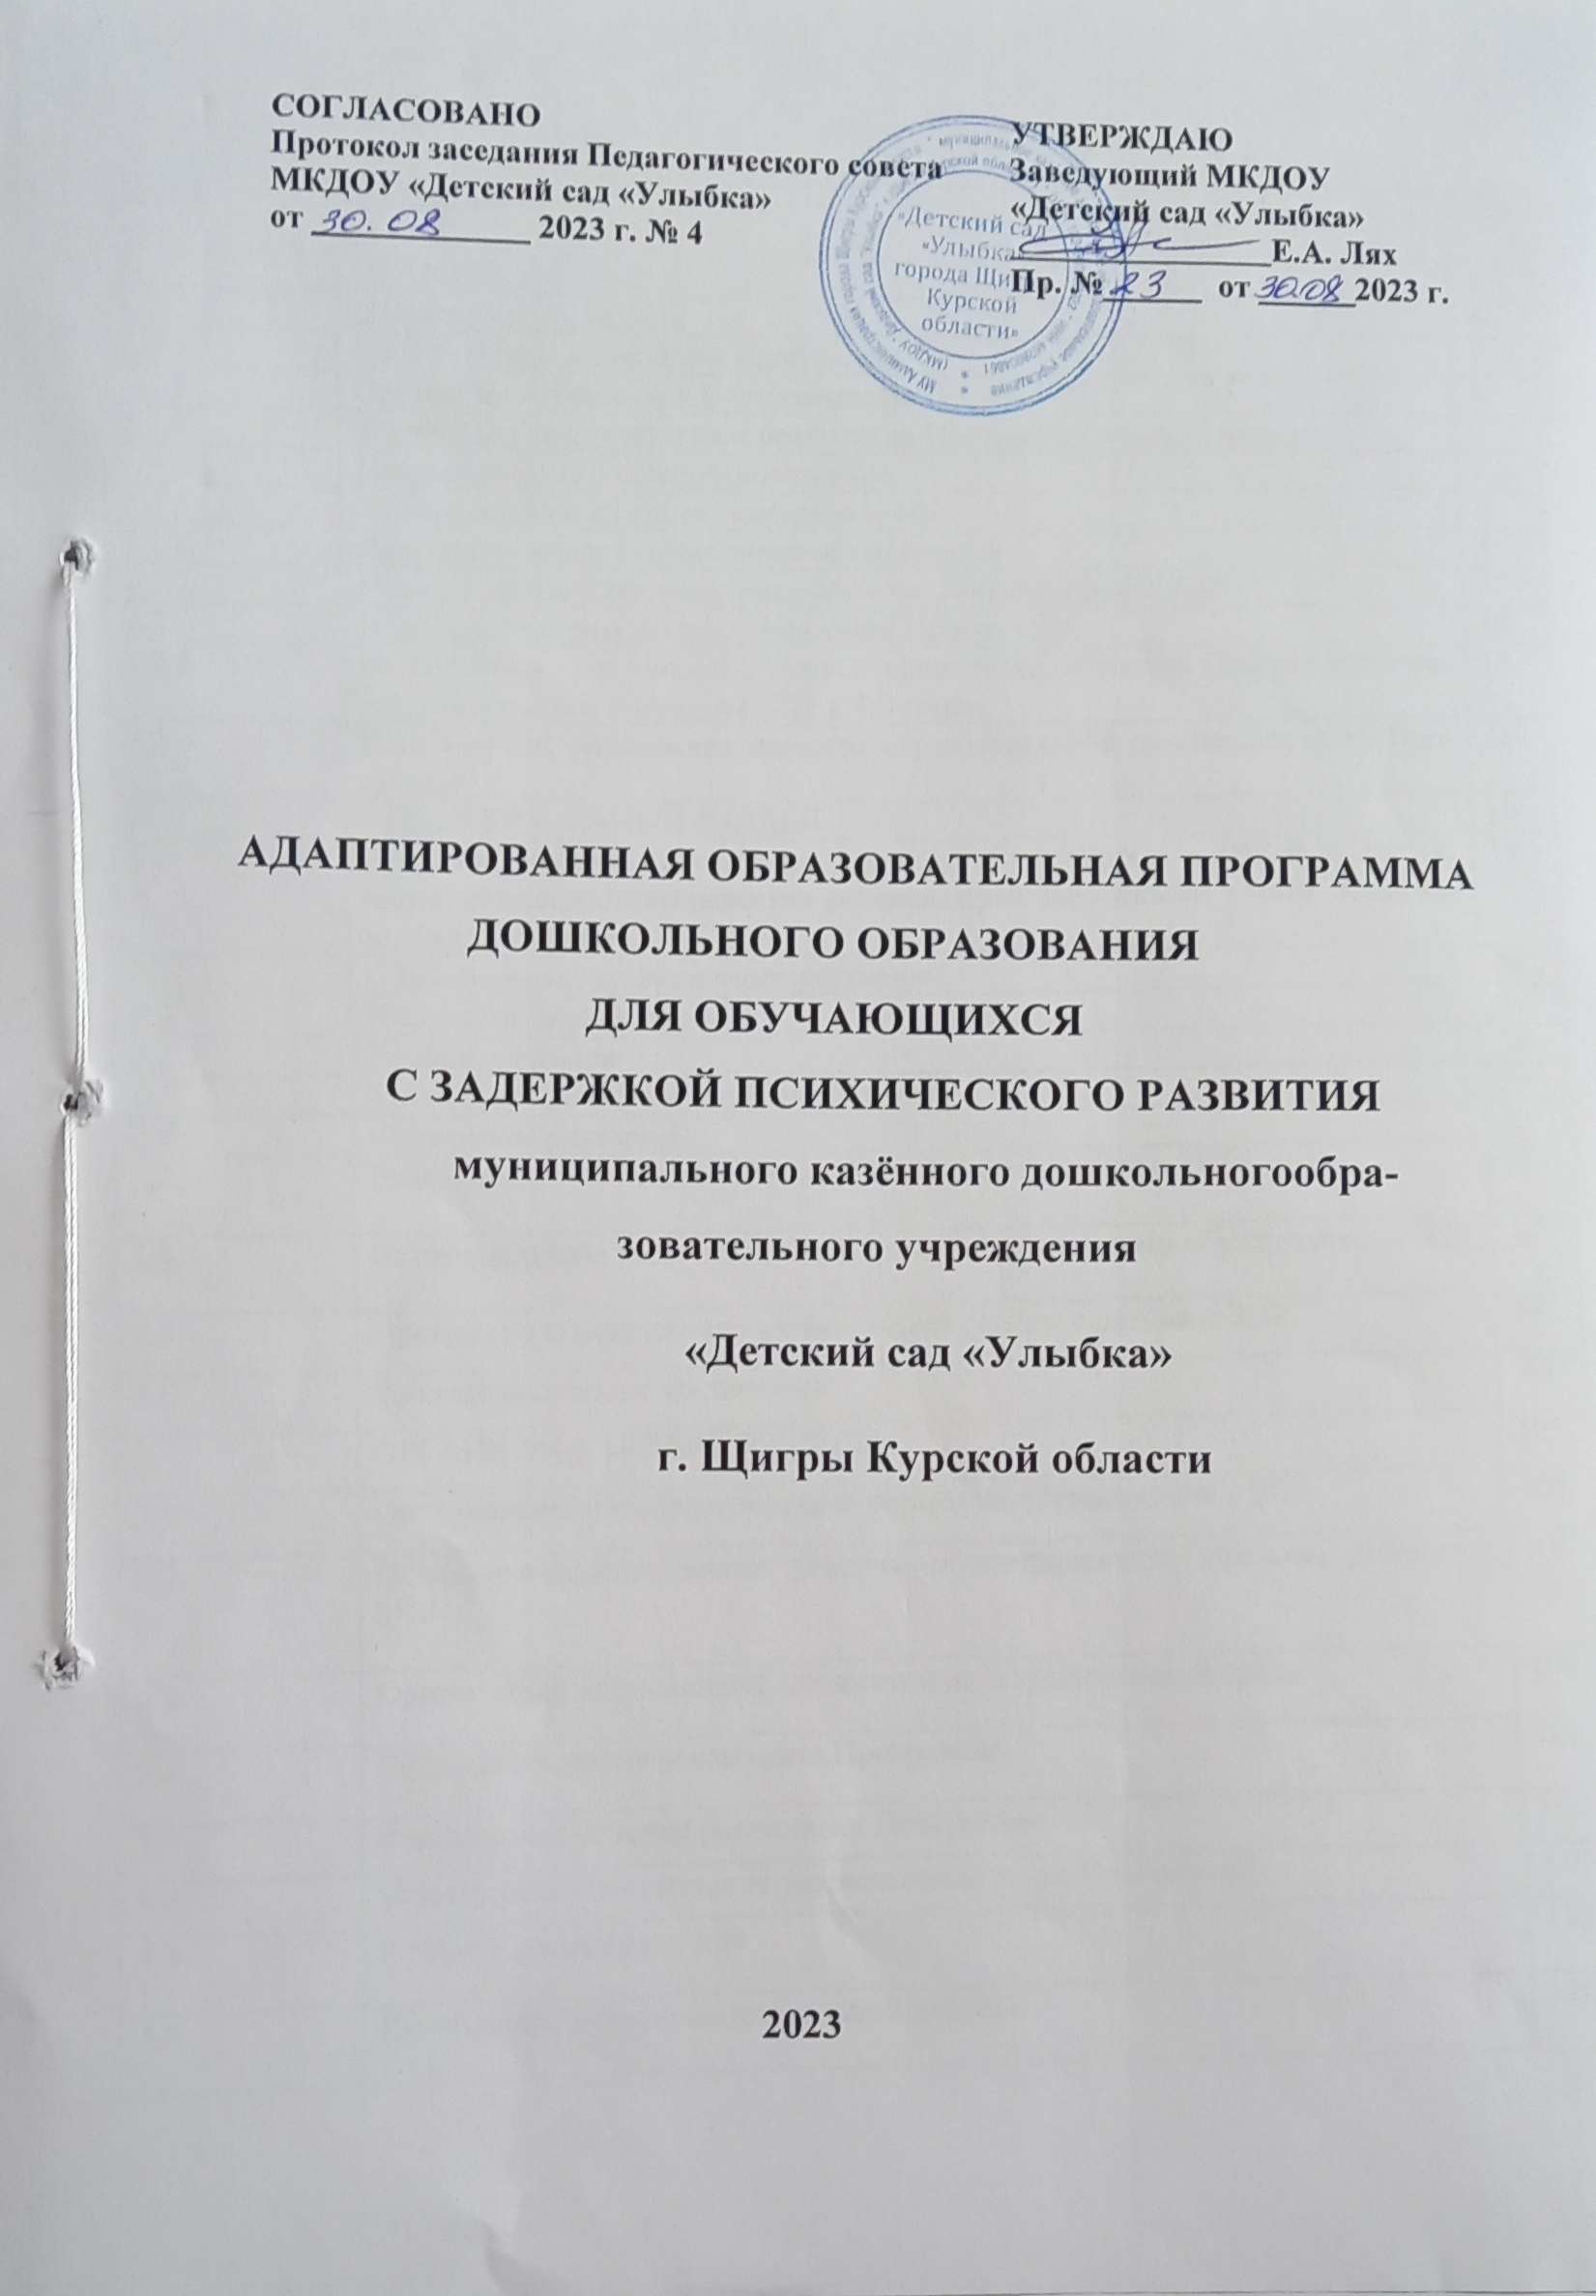 СОГЛАСОВАНО
Протокол заседания Педагогического совета
МКДОУ «Детский сад «Улыбка»
от 30.08 2023 г. № 4
УТВЕРЖДАЮ
Заведующий МКДОУ
«Детский сад «Улыбка»
Е.А. Лях
Пр. № 23 от 30.08 2023 г.
«Детский сад
«Улыбка»
города Щи
Курской
области»
АДАПТИРОВАННАЯ ОБРАЗОВАТЕЛЬНАЯ ПРОГРАММА
ДОШКОЛЬНОГО ОБРАЗОВАНИЯ
ДЛЯ ОБУЧАЮЩИХСЯ
С ЗАДЕРЖКОЙ ПСИХИЧЕСКОГО РАЗВИТИЯ
муниципального казённого дошкольногообра-
зовательного учреждения
«Детский сад «Улыбка»
г. Щигры Курской области
2023